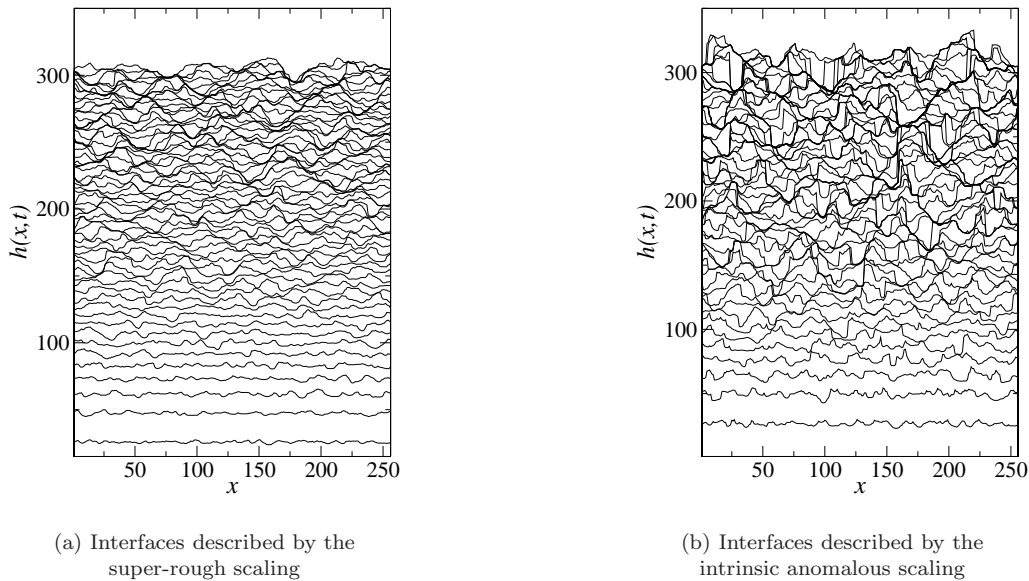 300
200
100
h(x,t)
50 100 150 200 250
x
300
200
100
h(x,t)
50 100 150 200 250
x
(a) Interfaces described by the
super-rough scaling
(b) Interfaces described by the
intrinsic anomalous scaling